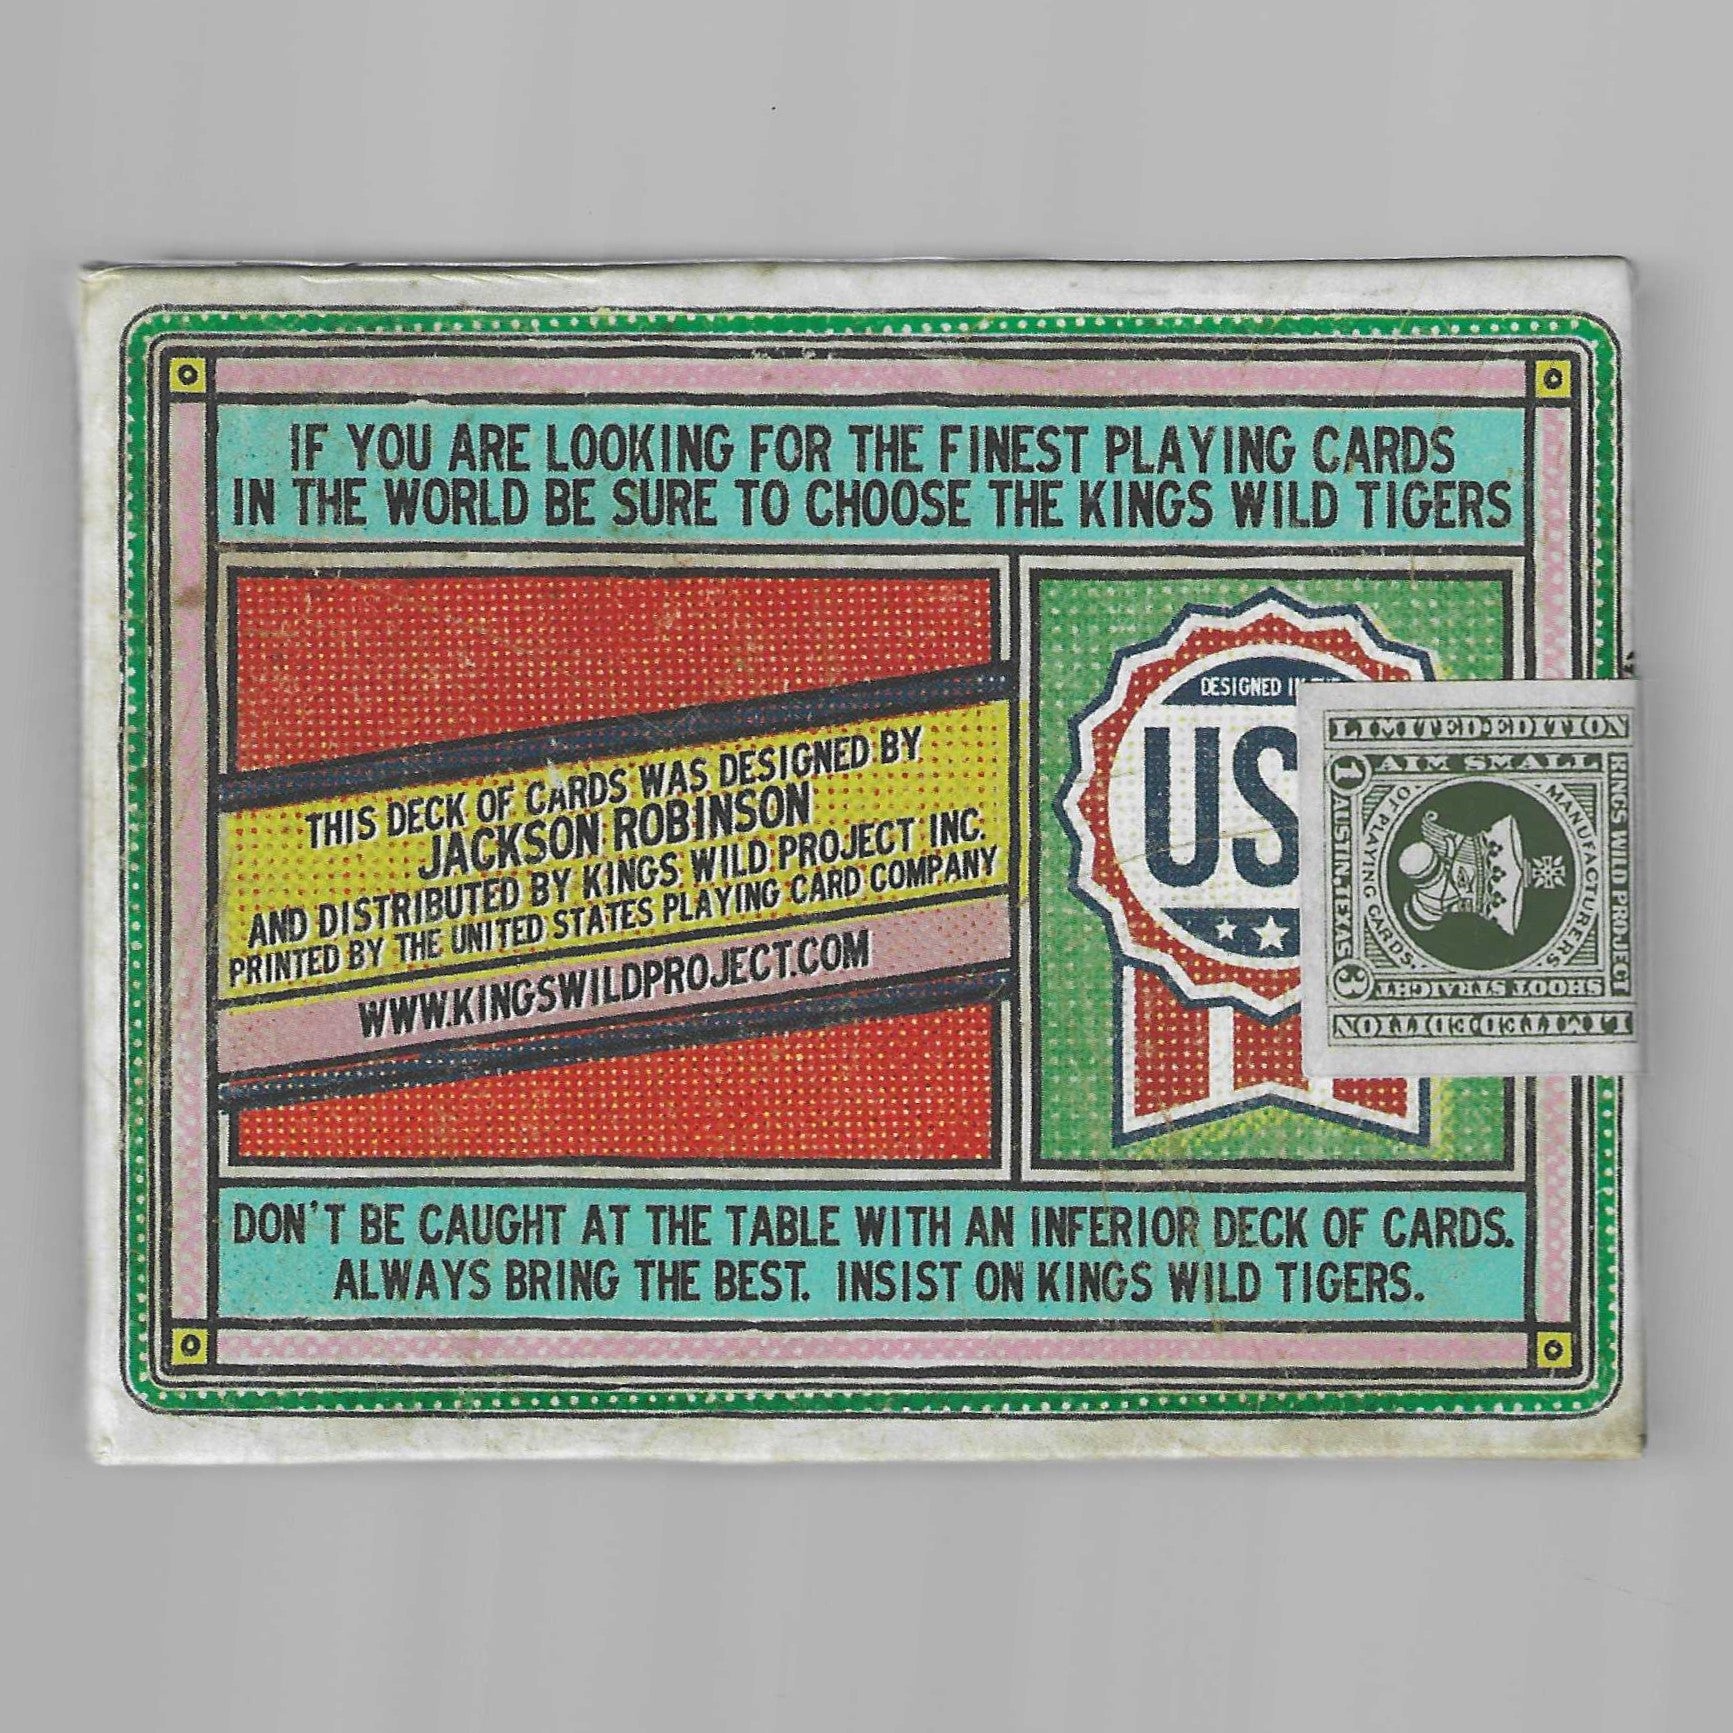 IF YOU ARE LOOKING FOR THE FINEST PLAYING CARDS
IN THE WORLD BE SURE TO CHOOSE THE KINGS WILD TIGERS
THIS DECK OF CARDS WAS DESIGNED BY
JACKSON ROBINSON
AND DISTRIBUTED BY KINGS WILD PROJECT INC.
PRINTED BY THE UNITED STATES PLAYING CARD COMPANY
WWW.KINGSWILDPROJECT.COM
DESIGNED IN
US
LIMITED EDITION
AIM SMALL
1
AUSTIN, TEXAS
3
MANUFACTURERS
OF PLAYING CARDS.
KINGS WILD PROJECT
SHOOT STRAIGHT
LIMITED EDITION
DON'T BE CAUGHT AT THE TABLE WITH AN INFERIOR DECK OF CARDS.
ALWAYS BRING THE BEST. INSIST ON KINGS WILD TIGERS.